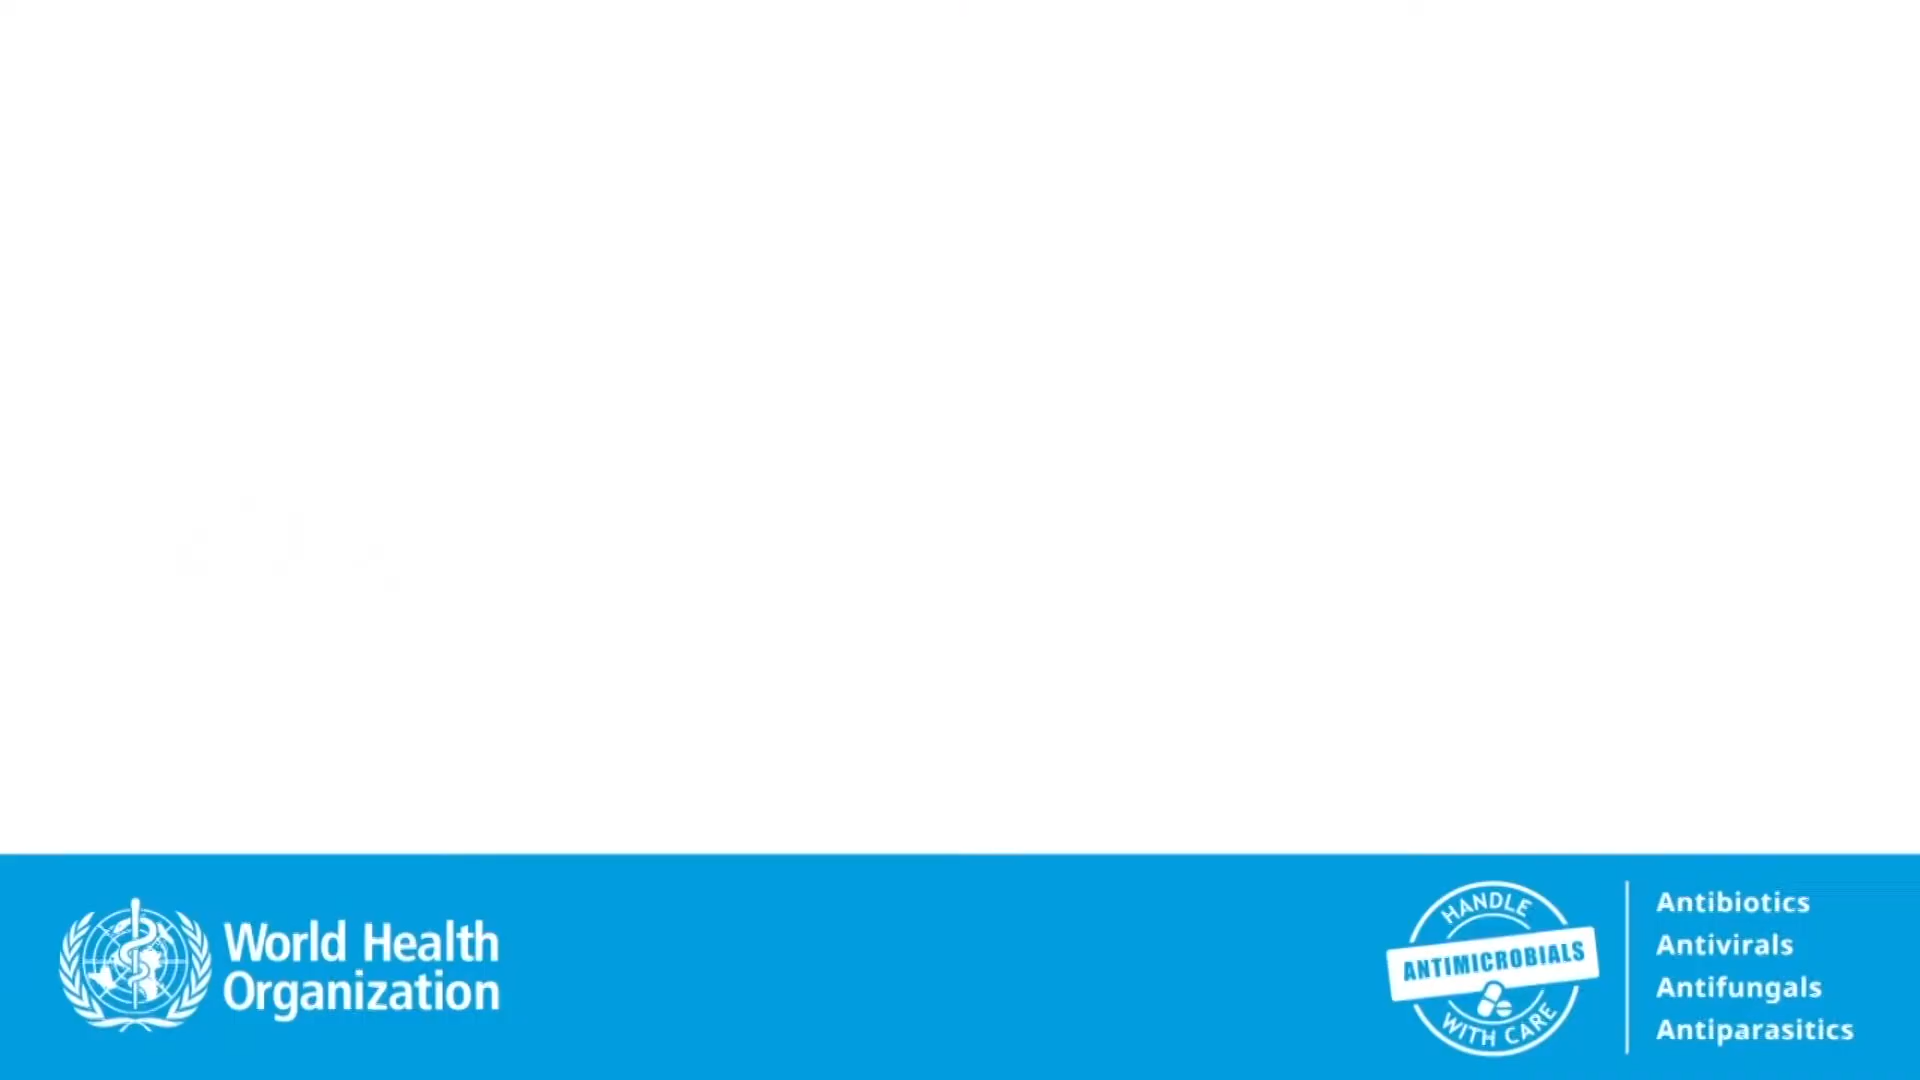 World Health
Organization
HANDLE
ANTIMICROBIALS
WITH CARE
Antibiotics
Antivirals
Antifungals
Antiparasitics